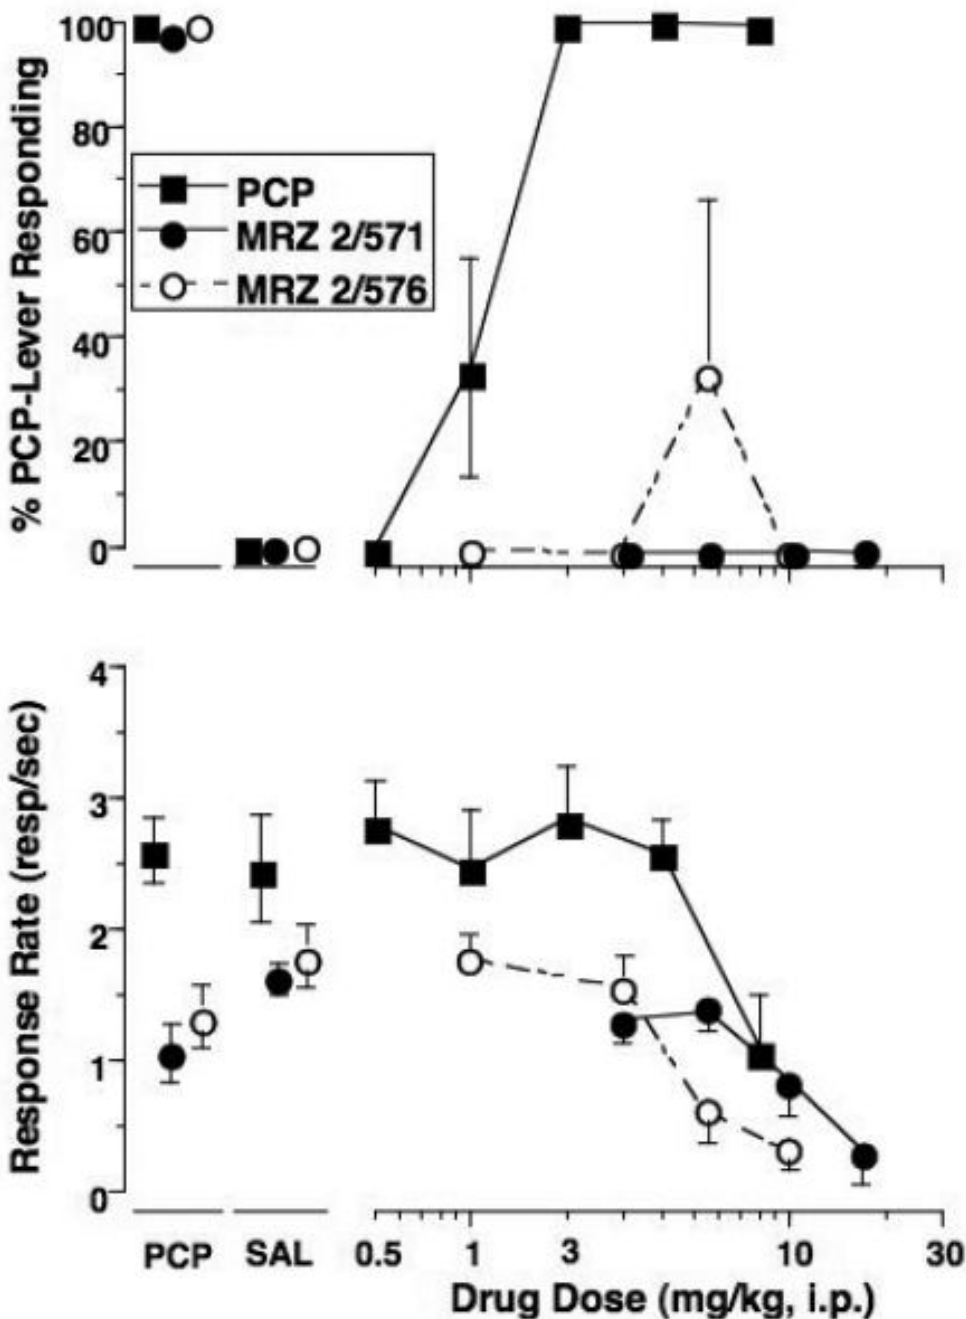 % PCP-Lever Responding
100
80
60
40
20
0
PCP
MRZ 2/571
MRZ 2/576
Response Rate (resp/sec)
4
3
2
1
0
PCP SAL 0.5 1 3 10 30
Drug Dose (mg/kg, i.p.)